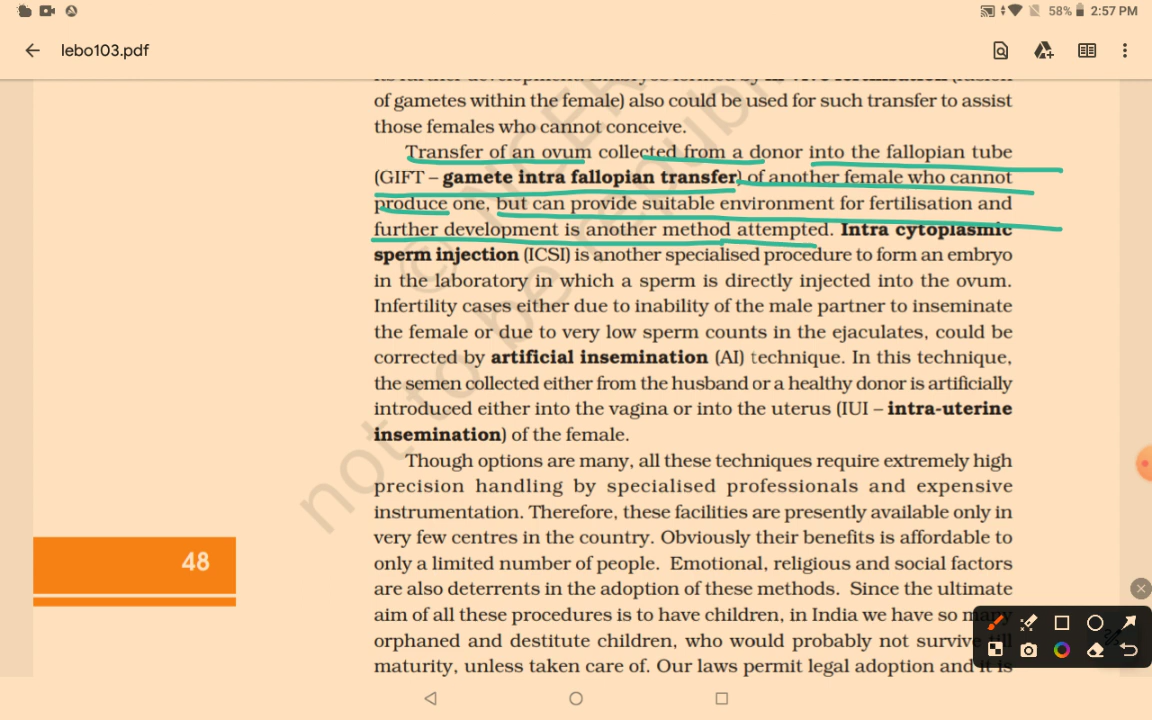 58% 2:57 PM
lebo103.pdf
of gametes within the female) also could be used for such transfer to assist
those females who cannot conceive.
Transfer of an ovum collected from a donor into the fallopian tube
(GIFT – gamete intra fallopian transfer) of another female who cannot
produce one, but can provide suitable environment for fertilisation and
further development is another method attempted. Intra cytoplasmic
sperm injection (ICSI) is another specialised procedure to form an embryo
in the laboratory in which a sperm is directly injected into the ovum.
Infertility cases either due to inability of the male partner to inseminate
the female or due to very low sperm counts in the ejaculates, could be
corrected by artificial insemination (AI) technique. In this technique,
the semen collected either from the husband or a healthy donor is artificially
introduced either into the vagina or into the uterus (IUI – intra-uterine
insemination) of the female.
Though options are many, all these techniques require extremely high
precision handling by specialised professionals and expensive
instrumentation. Therefore, these facilities are presently available only in
very few centres in the country. Obviously their benefits is affordable to
only a limited number of people. Emotional, religious and social factors
are also deterrents in the adoption of these methods. Since the ultimate
aim of all these procedures is to have children, in India we have so many
orphaned and destitute children, who would probably not survive till
maturity, unless taken care of. Our laws permit legal adoption and it is
48
© NCER
not to be republi